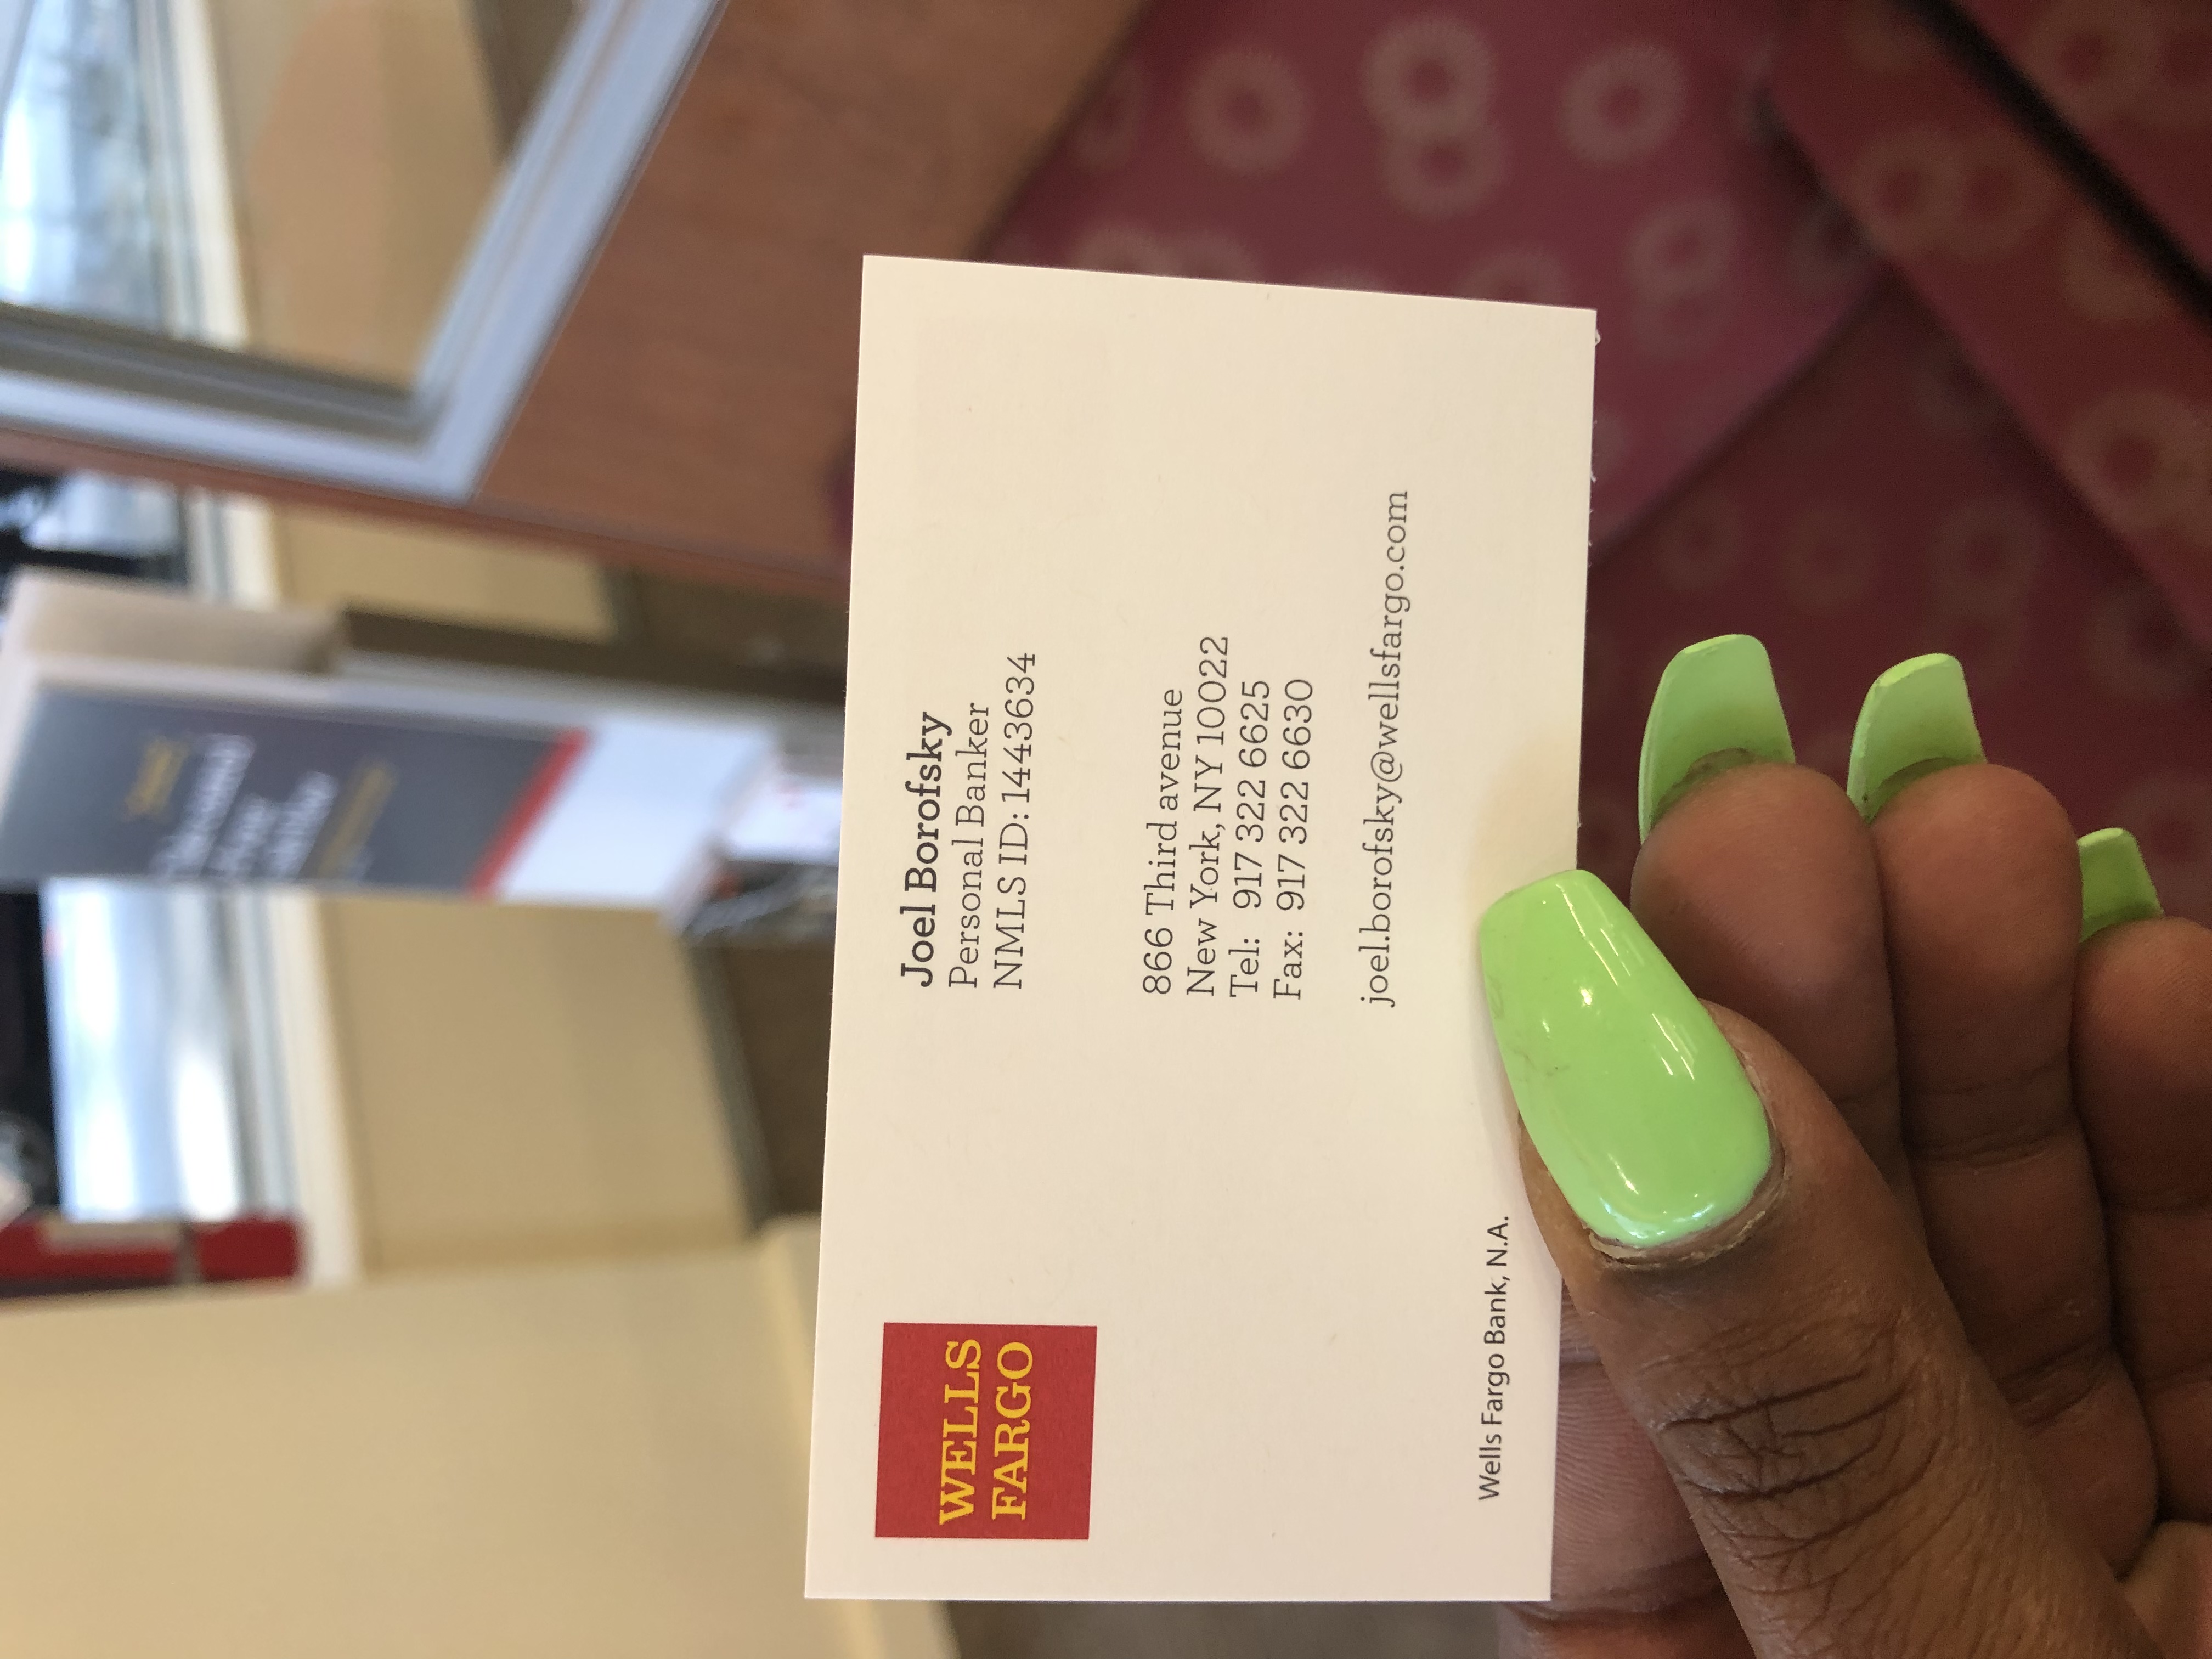 WELLS
FARGO
Joel Borofsky
Personal Banker
NMLS ID: 1443634
866 Third avenue
New York, NY 10022
Tel: 917 322 6625
Fax: 917 322 6630
joel.borofsky@wellsfargo.com
Wells Fargo Bank, N.A.